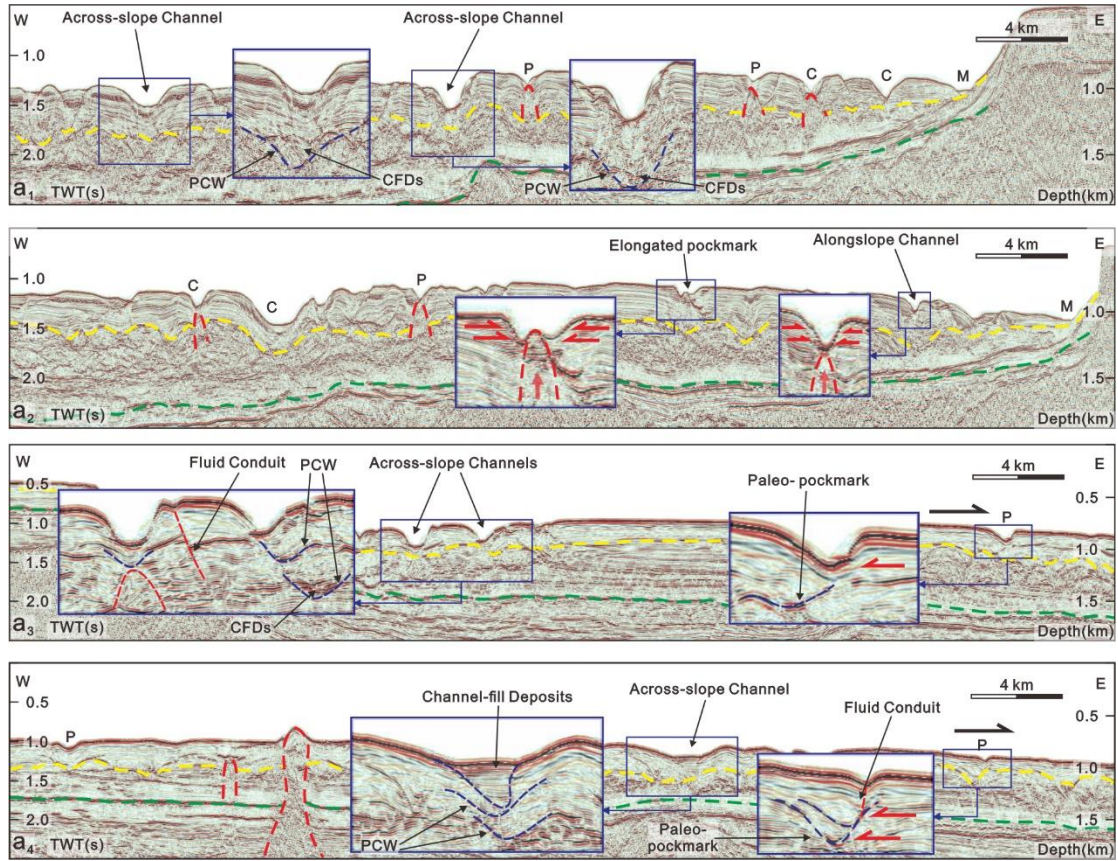 W
Across-slope Channel
Across-slope Channel
4 km
E
P
P
C
C
M
1.0
1.5
2.0
1.0
1.5
PCW
CFDs
PCW
CFDs
a1
TWT(s)
Depth(km)
W
Elongated pockmark
Alongslope Channel
4 km
E
C
C
P
M
1.0
1.5
2.0
1.0
1.5
a2
TWT(s)
Depth(km)
W
Fluid Conduit
PCW
Across-slope Channels
Paleo- pockmark
4 km
E
P
0.5
1.0
1.5
2.0
0.5
1.0
1.5
CFDs
a3
TWT(s)
Depth(km)
W
Channel-fill Deposits
Across-slope Channel
Fluid Conduit
4 km
E
P
P
0.5
1.0
1.5
2.0
0.5
1.0
1.5
PCW
Paleo-
pockmark
a4
TWT(s)
Depth(km)